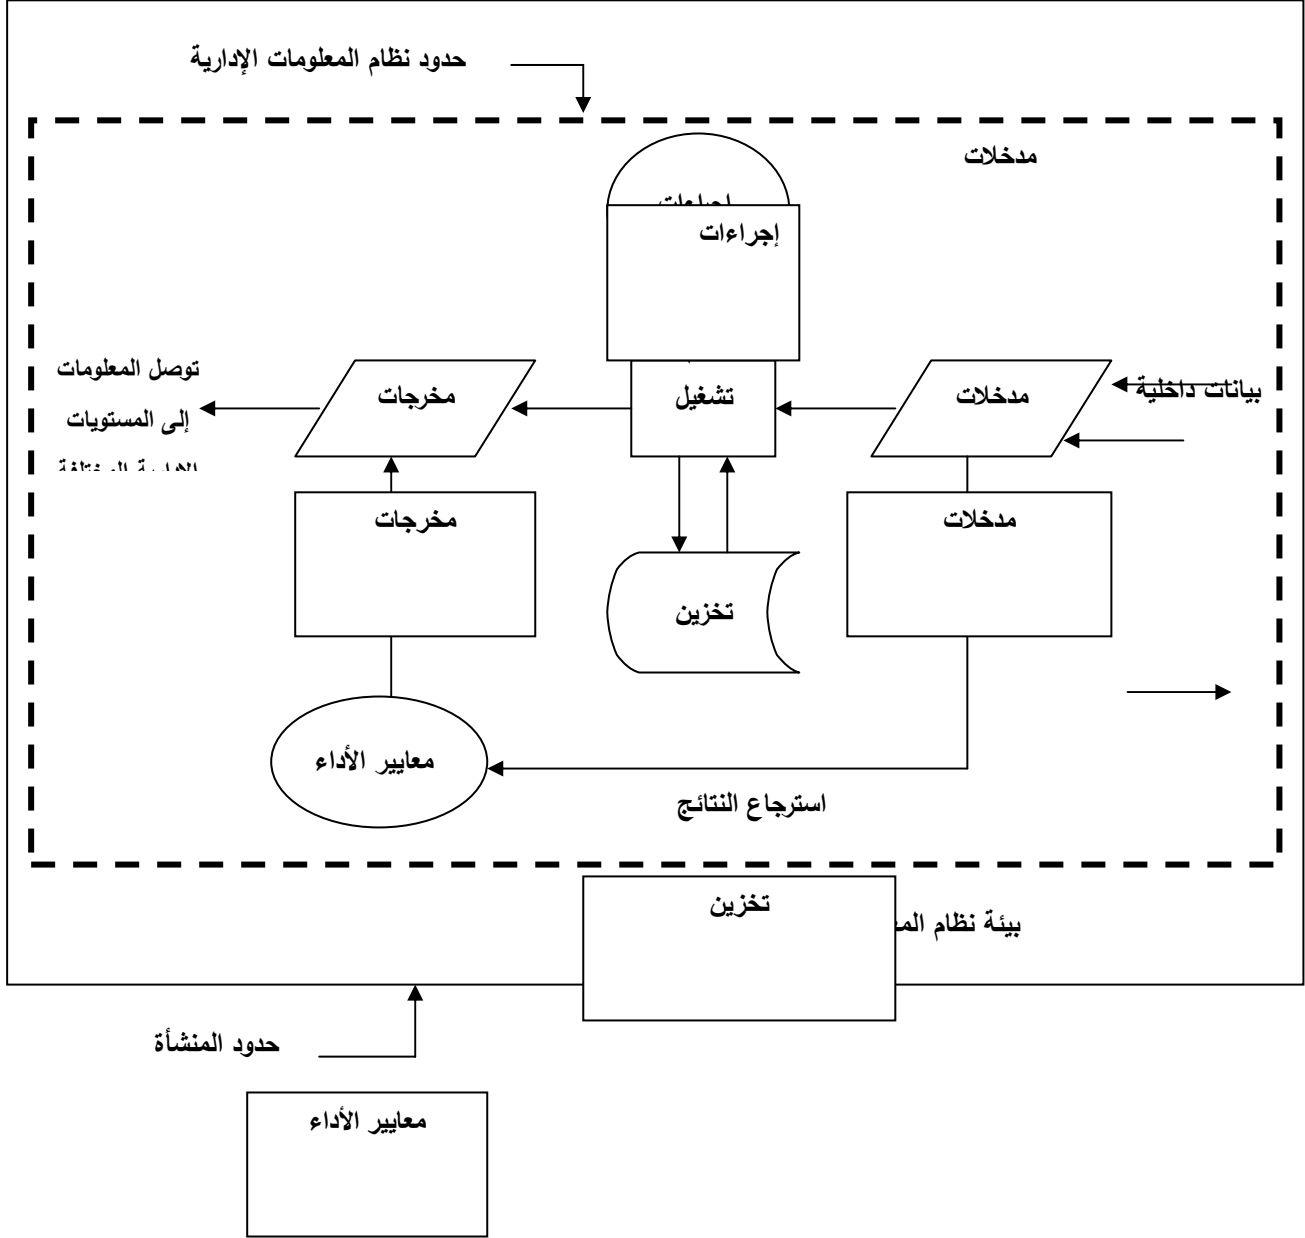 حدود نظام المعلومات الإدارية
مدخلات
إجراءات
بيانات داخلية
مدخلات
تشغيل
مخرجات
توصل المعلومات
إلى المستويات
مدخلات
مخرجات
تخزين
معايير الأداء
استرجاع النتائج
تخزين
بيئة نظام
حدود المنشأة
معايير الأداء